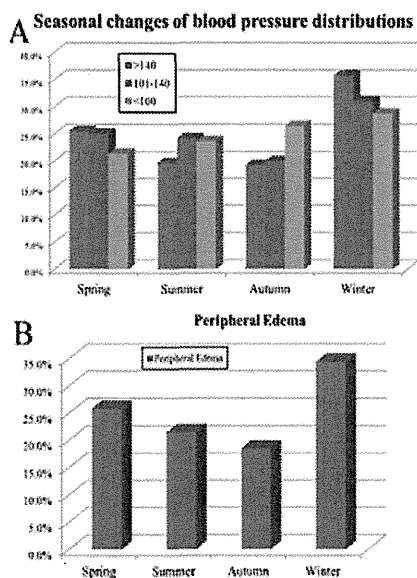 Seasonal changes of blood pressure distributions
A
40.0%
35.0%
30.0%
25.0%
20.0%
15.0%
10.0%
5.0%
0.0%
>140
101-140
<100
Spring Summer Autumn Winter
B
Peripheral Edema
35.0%
30.0%
25.0%
20.0%
15.0%
10.0%
5.0%
0.0%
Peripheral Edema
Spring Summer Autumn Winter